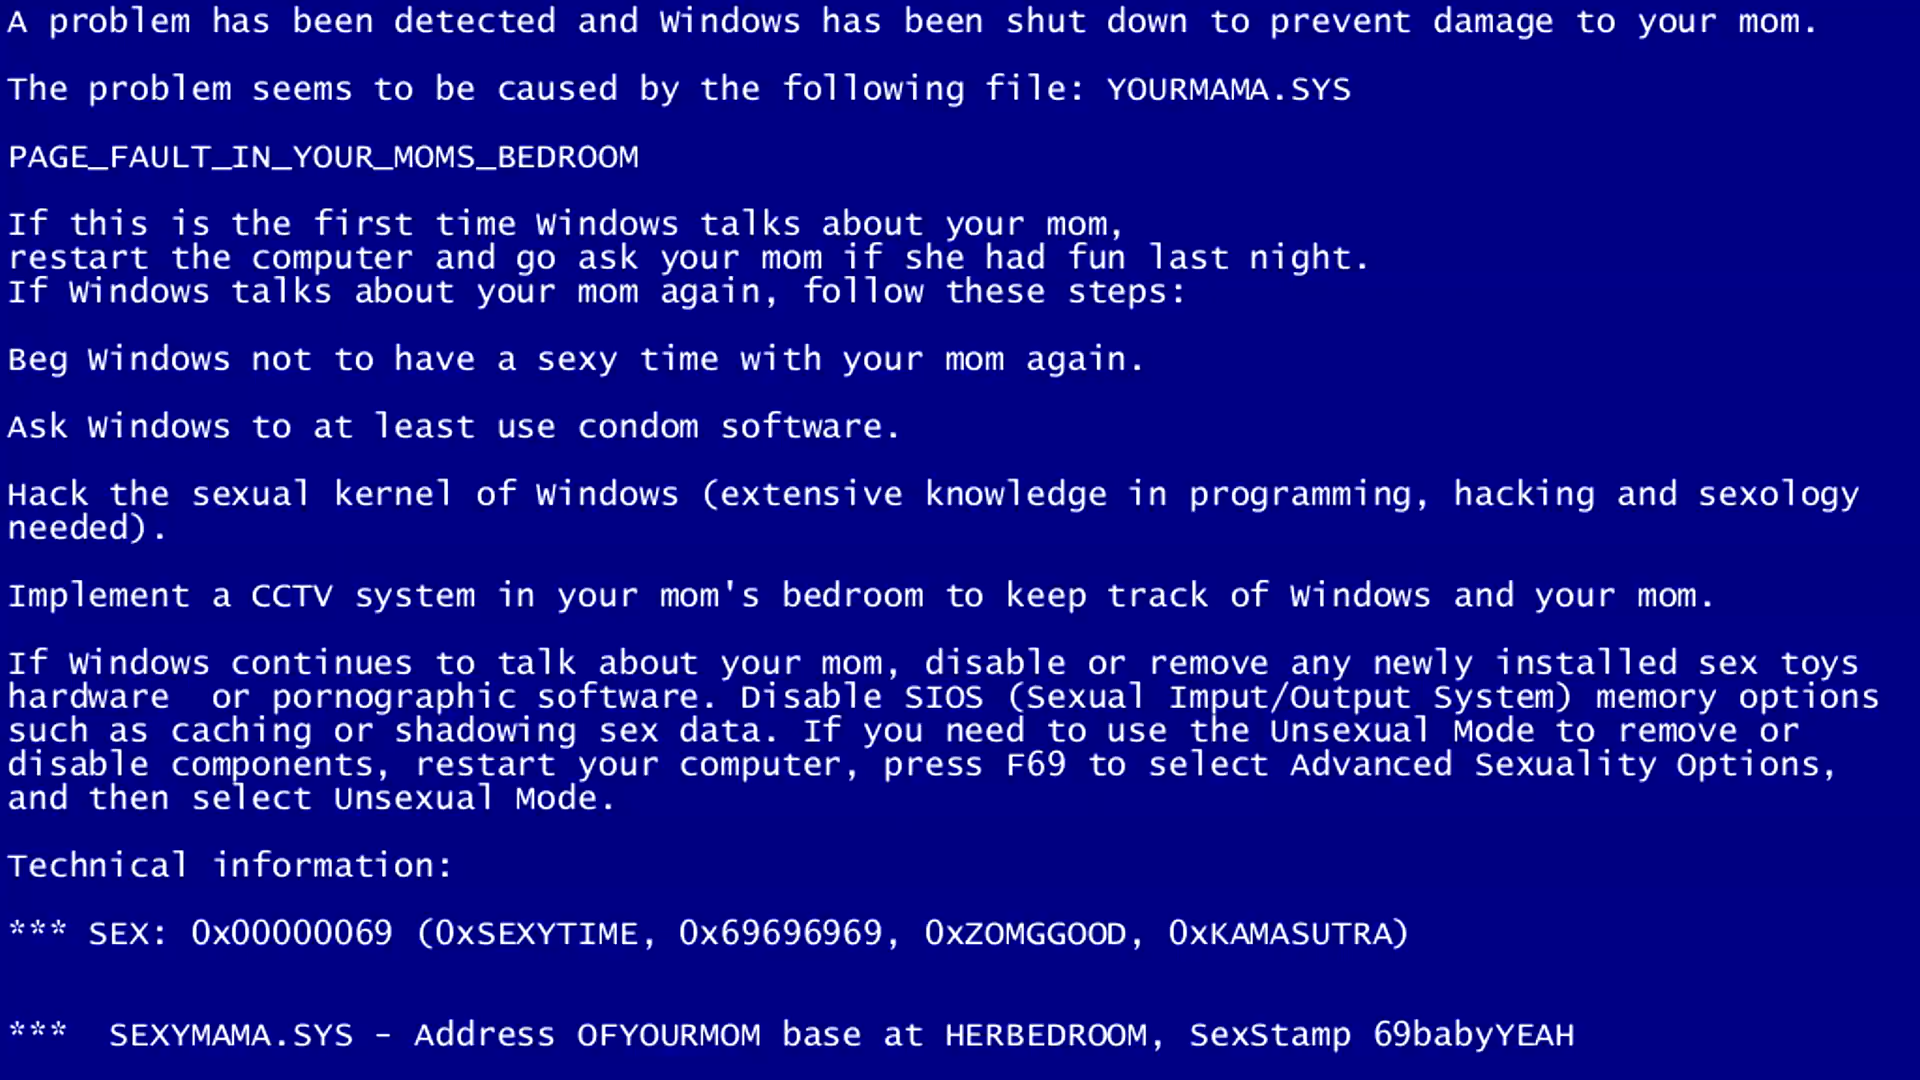 A problem has been detected and Windows has been shut down to prevent damage to your mom.
The problem seems to be caused by the following file: YOURMAMA.SYS
PAGE_FAULT_IN_YOUR_MOMS_BEDROOM
If this is the first time Windows talks about your mom,
restart the computer and go ask your mom if she had fun last night.
If Windows talks about your mom again, follow these steps:
Beg Windows not to have a sexy time with your mom again.
Ask Windows to at least use condom software.
Hack the sexual kernel of Windows (extensive knowledge in programming, hacking and sexology
needed).
Implement a CCTV system in your mom's bedroom to keep track of Windows and your mom.
If Windows continues to talk about your mom, disable or remove any newly installed sex toys
hardware  or pornographic software. Disable SIOS (Sexual Imput/Output System) memory options
such as caching or shadowing sex data. If you need to use the Unsexual Mode to remove or
disable components, restart your computer, press F69 to select Advanced Sexuality Options,
and then select Unsexual Mode.
Technical information:
*** SEX: 0x00000069 (0xSEXYTIME, 0x69696969, 0xZOMGGOOD, 0xKAMASUTRA)
***  SEXYMAMA.SYS - Address OFYOURMOM base at HERBEDROOM, SexStamp 69babyYEAH